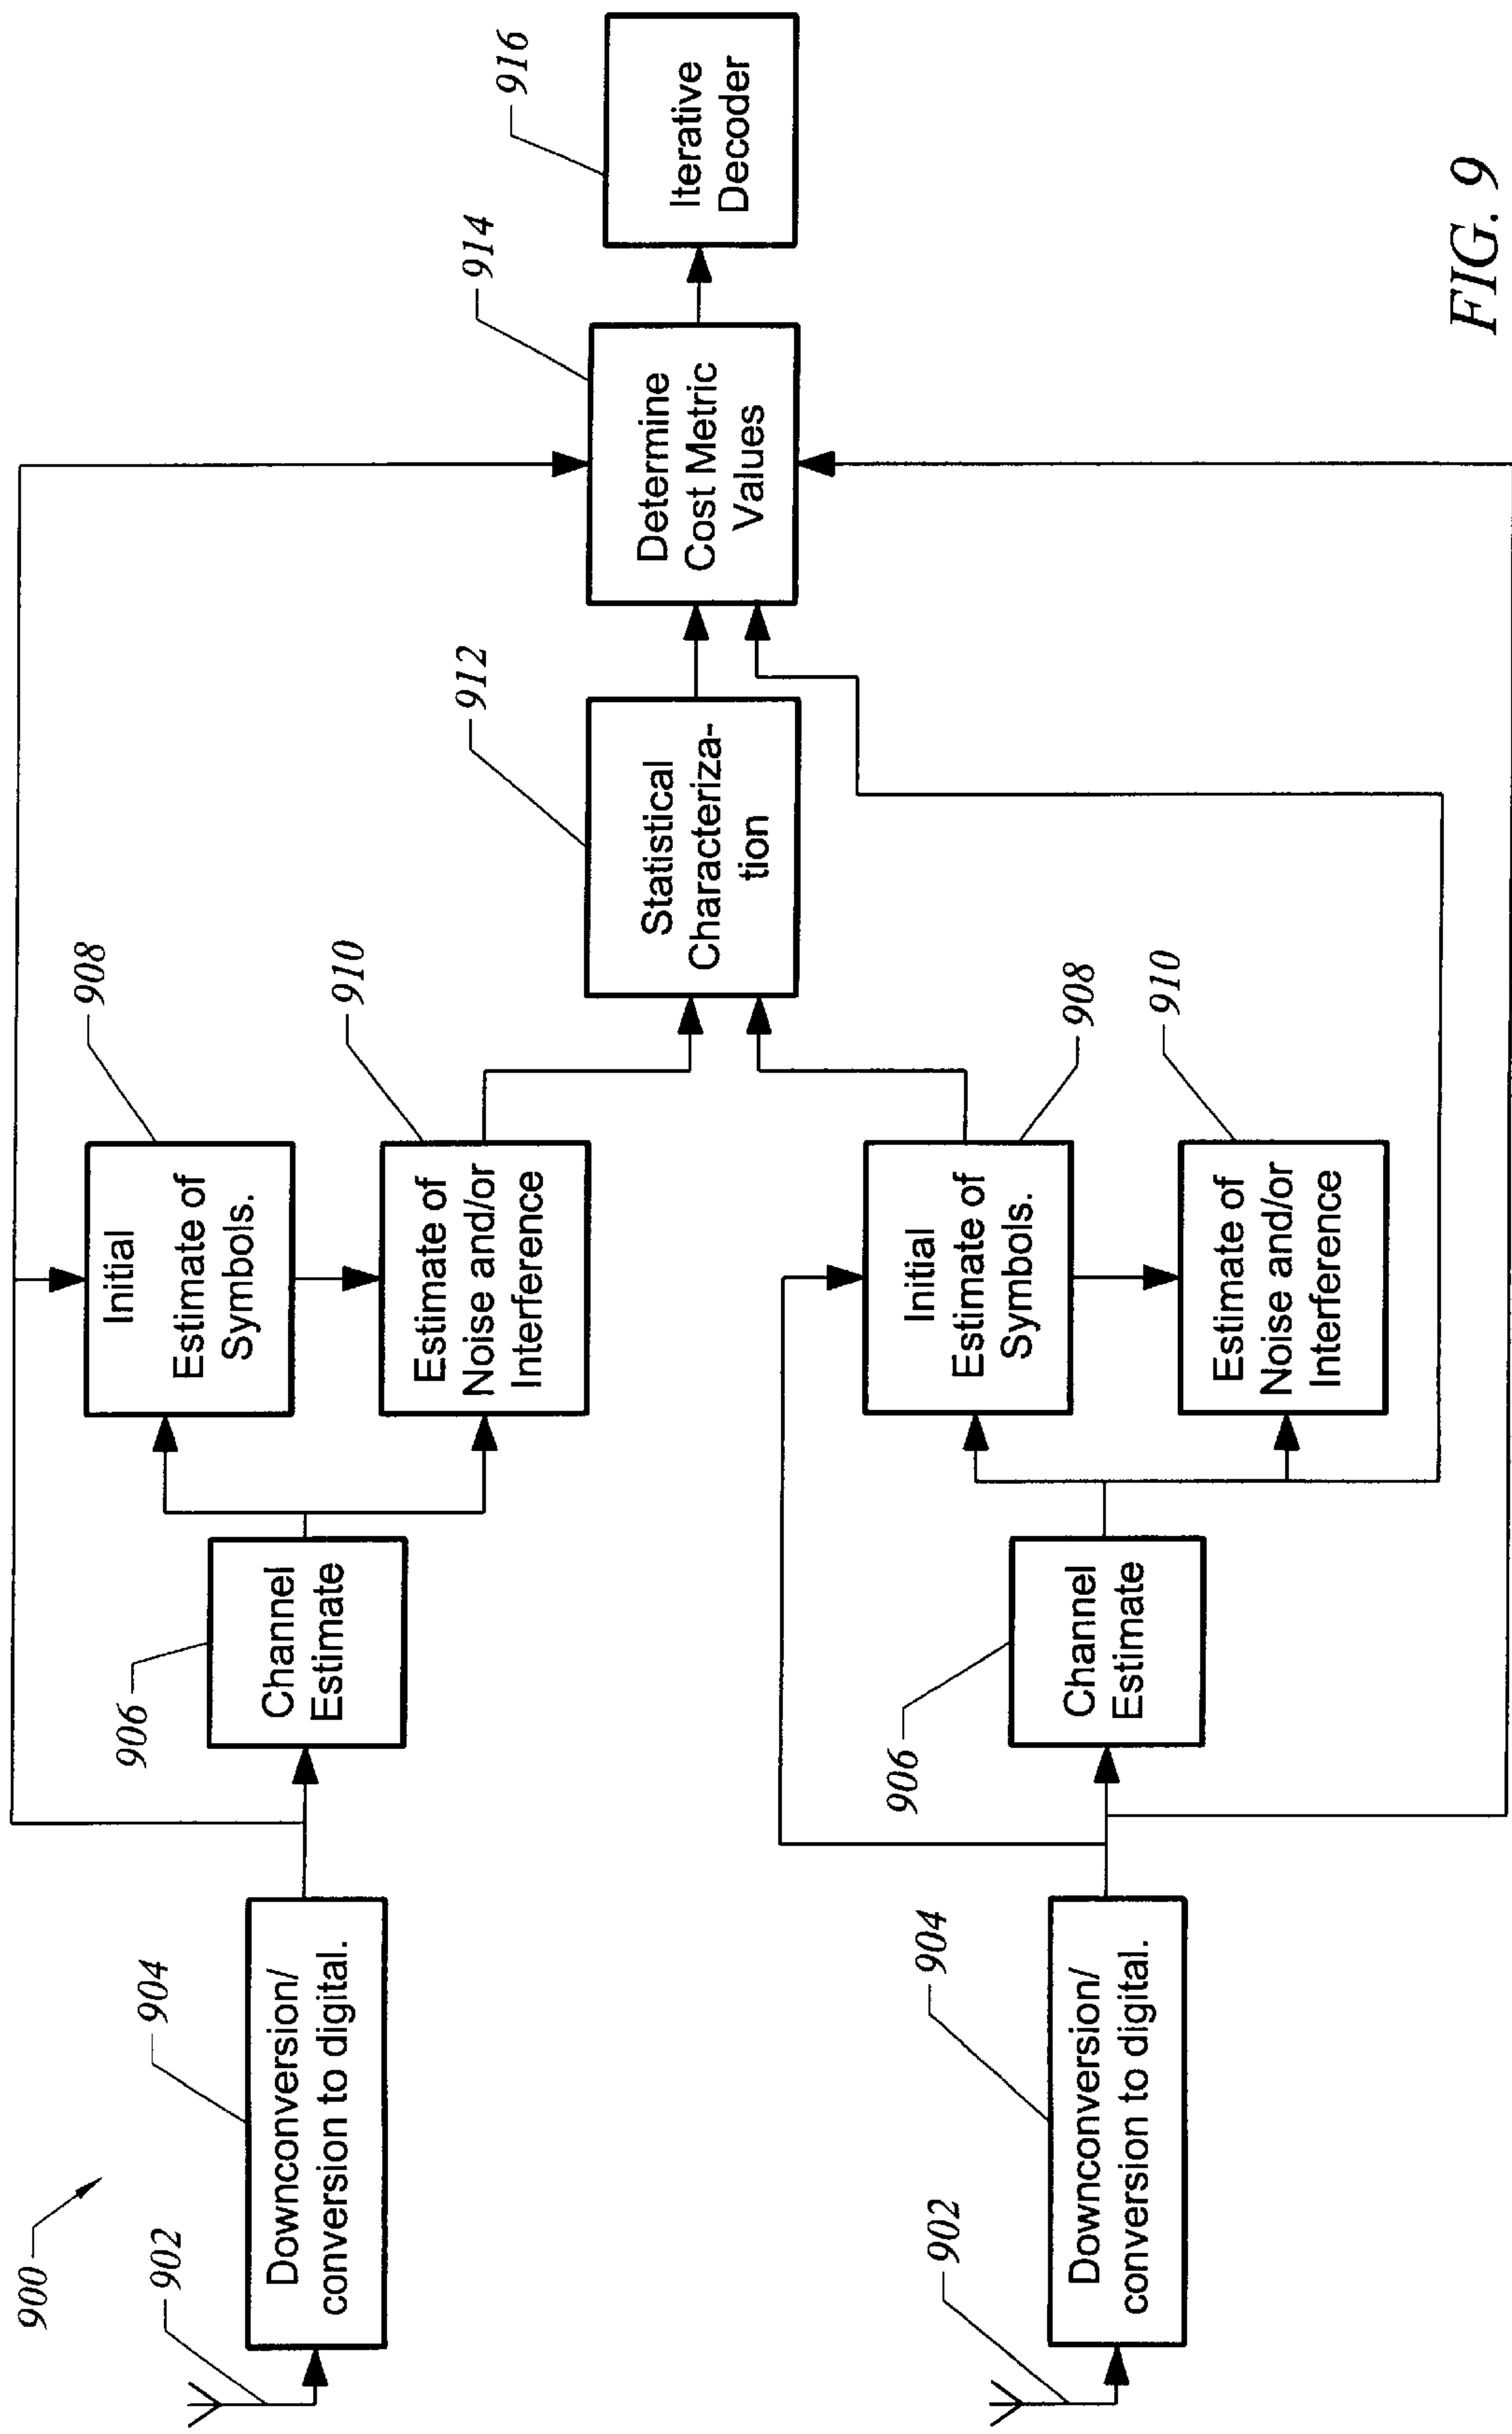 900
902
Downconversion/
conversion to digital.
904
906
Channel
Estimate
908
Initial
Estimate of
Symbols.
910
Estimate of
Noise and/or
Interference
912
Statistical
Characteriza-
tion
914
Determine
Cost Metric
Values
916
Iterative
Decoder
902
Downconversion/
conversion to digital.
904
906
Channel
Estimate
908
Initial
Estimate of
Symbols.
910
Estimate of
Noise and/or
Interference
FIG. 9